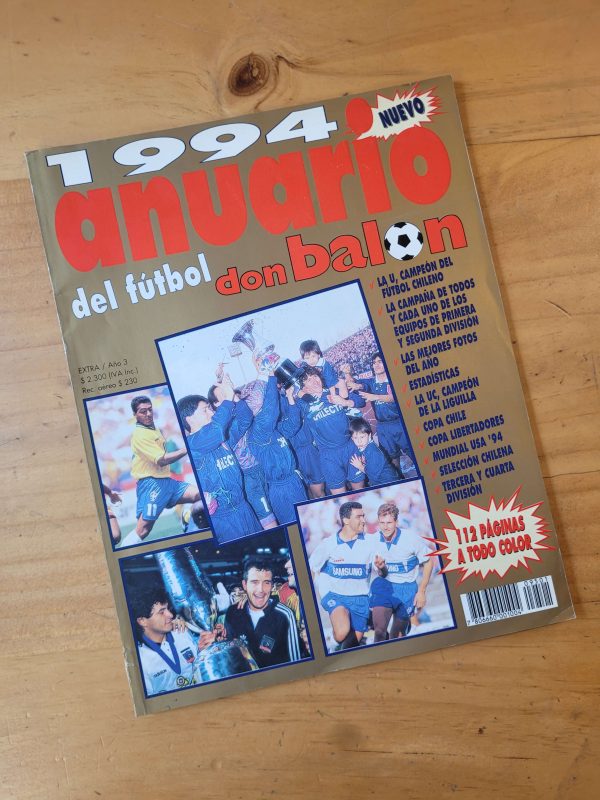 1994
NUEVO
anuario
del fútbol don balón
EXTRA / Año 3
$ 2.300 (IVA Inc.)
Rec. aéreo $ 230
LA U, CAMPEÓN DEL
FÚTBOL CHILENO
LA CAMPAÑA DE TODOS
Y CADA UNO DE LOS
EQUIPOS DE PRIMERA
Y SEGUNDA DIVISIÓN
LAS MEJORES FOTOS
DEL AÑO
ESTADÍSTICAS
LA UC, CAMPEÓN
DE LA LIGUILLA
COPA CHILE
COPA LIBERTADORES
MUNDIAL USA '94
SELECCIÓN CHILENA
TERCERA Y CUARTA
DIVISIÓN
112 PÁGINAS
A TODO COLOR
11
SAMSUNG